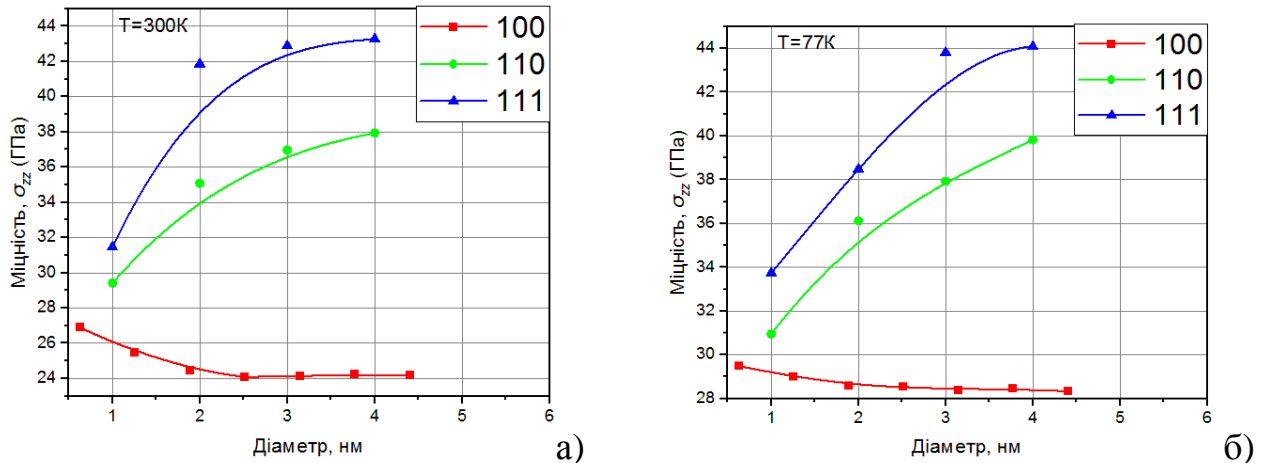 T=300K
100
110
111
Міцність, σzz (ГПа)
44
42
40
38
36
34
32
30
28
26
24
1 2 3 4 5 6
Діаметр, нм
а)
T=77K
100
110
111
Міцність, σzz (ГПа)
44
42
40
38
36
34
32
30
28
1 2 3 4 5 6
Діаметр, нм
б)